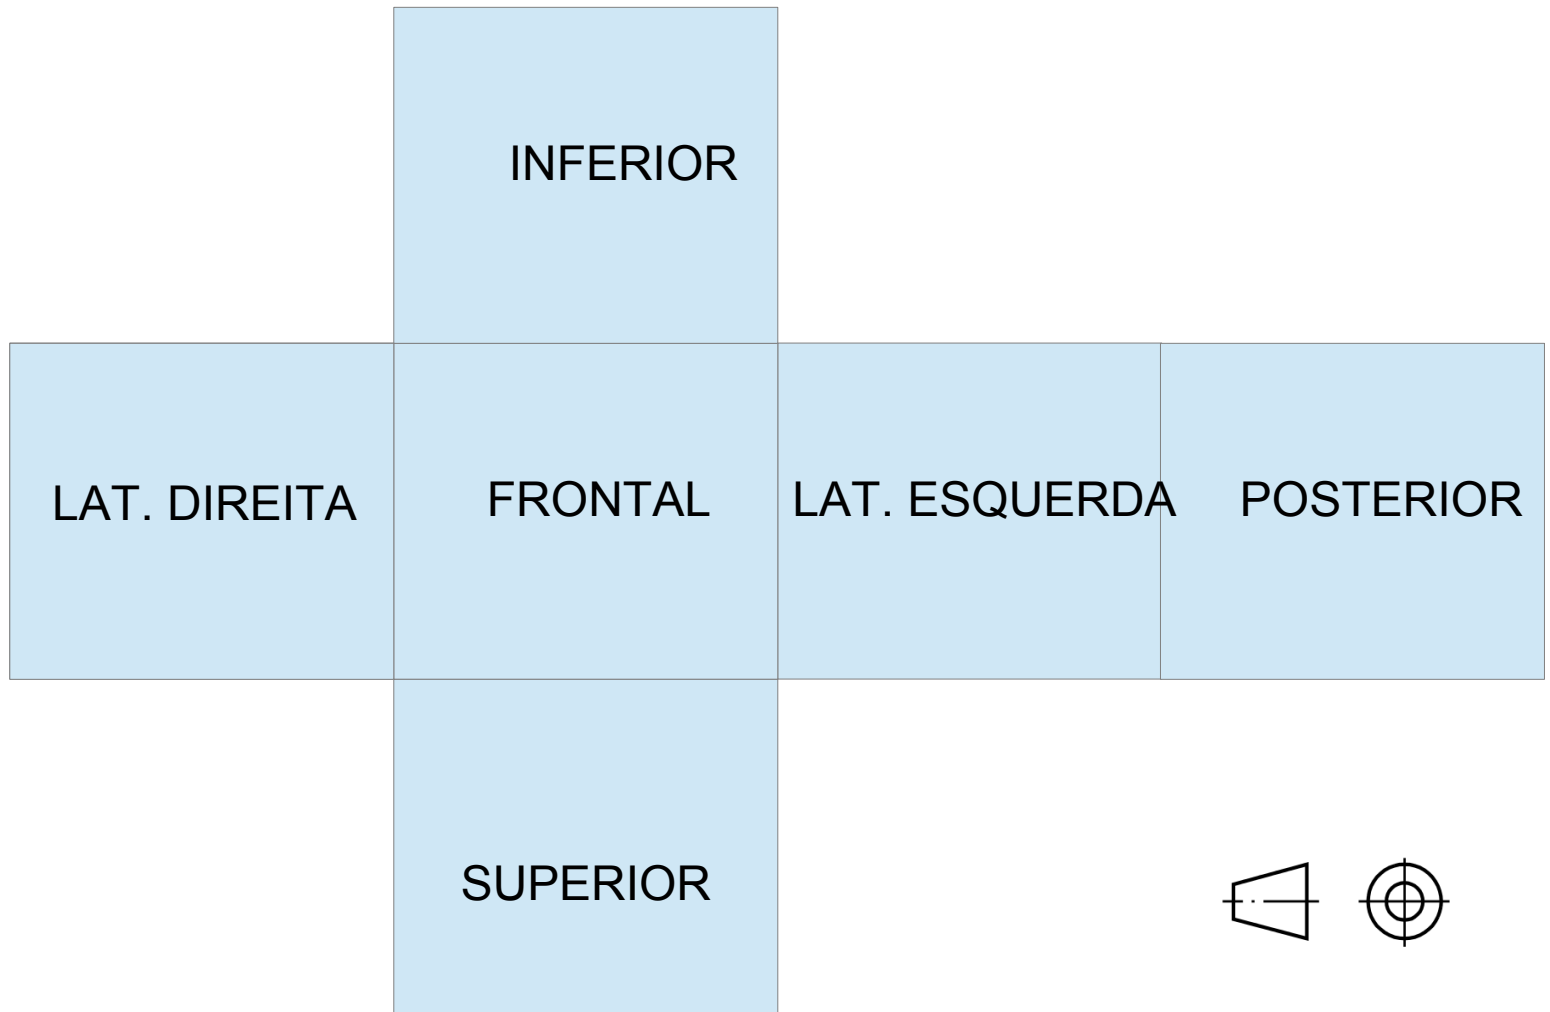 INFERIOR
LAT. DIREITA
FRONTAL
LAT. ESQUERDA
POSTERIOR
SUPERIOR